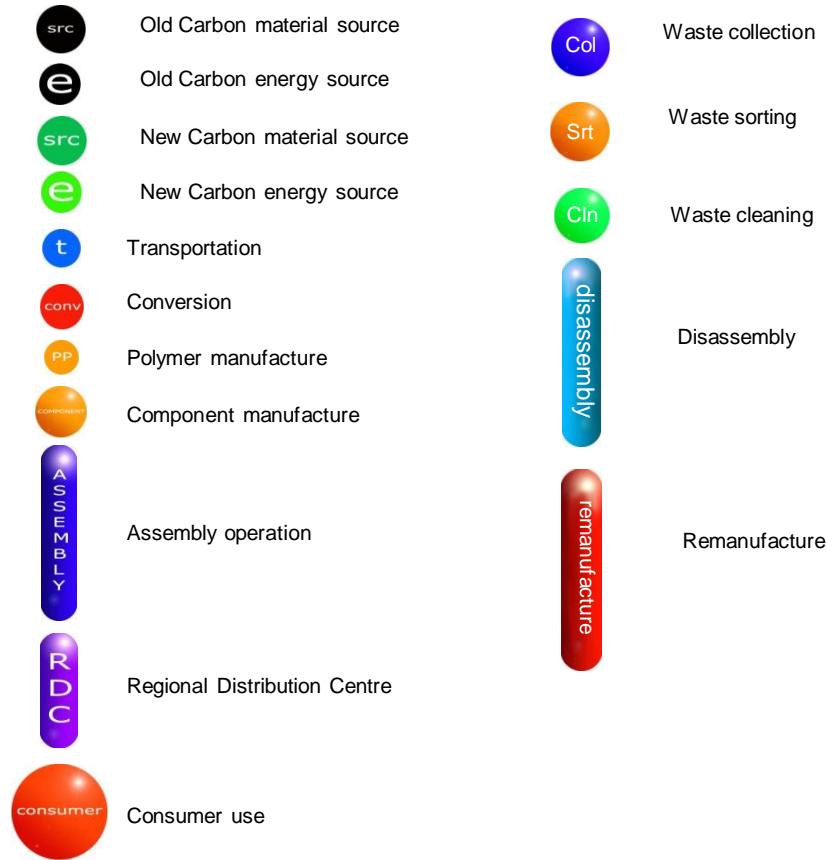 src Old Carbon material source
e Old Carbon energy source
src New Carbon material source
e New Carbon energy source
t Transportation
conv Conversion
PP Polymer manufacture
COMPONENT Component manufacture
ASSEMBLY Assembly operation
RDC Regional Distribution Centre
consumer Consumer use
Col Waste collection
Srt Waste sorting
Cln Waste cleaning
disassembly Disassembly
remanufacture Remanufacture